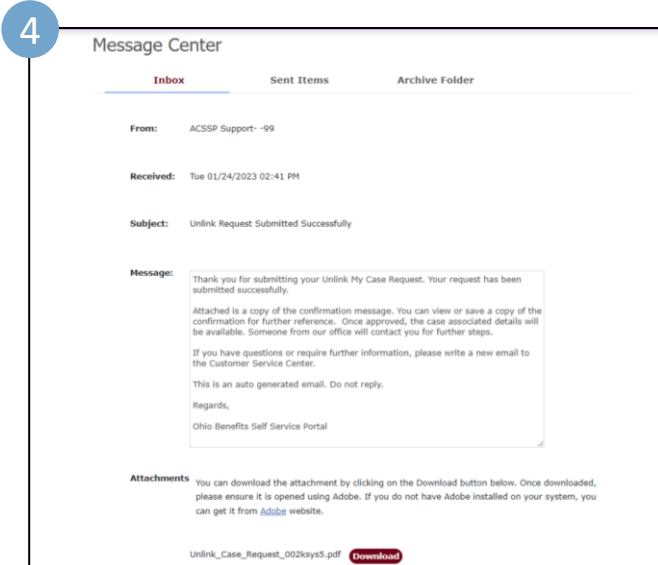 4
Message Center
Inbox Sent Items Archive Folder
From: ACSSP Support- -99
Received: Tue 01/24/2023 02:41 PM
Subject: Unlink Request Submitted Successfully
Message:
Thank you for submitting your Unlink My Case Request. Your request has been
submitted successfully.
Attached is a copy of the confirmation message. You can view or save a copy of the
confirmation for further reference. Once approved, the case associated details will
be available. Someone from our office will contact you for further steps.
If you have questions or require further information, please write a new email to
the Customer Service Center.
This is an auto generated email. Do not reply.
Regards,
Ohio Benefits Self Service Portal
Attachments You can download the attachment by clicking on the Download button below. Once downloaded,
please ensure it is opened using Adobe. If you do not have Adobe installed on your system, you
can get it from Adobe website.
Unlink_Case_Request_002ksys5.pdf Download